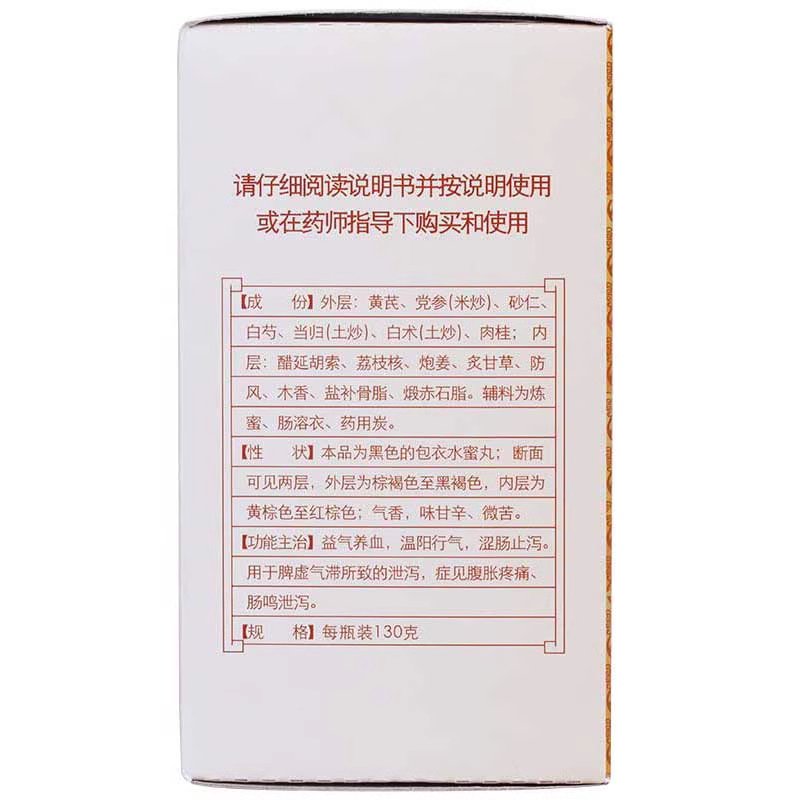 请仔细阅读说明书并按说明使用
或在药师指导下购买和使用
【成　份】外层：黄芪、党参(米炒)、砂仁、
白芍、当归(土炒)、白术(土炒)、肉桂；内
层：醋延胡索、荔枝核、炮姜、炙甘草、防
风、木香、盐补骨脂、煅赤石脂。辅料为炼
蜜、肠溶衣、药用炭。
【性　状】本品为黑色的包衣水蜜丸；断面
可见两层，外层为棕褐色至黑褐色，内层为
黄棕色至红棕色；气香，味甘辛、微苦。
【功能主治】益气养血，温阳行气，涩肠止泻。
用于脾虚气滞所致的泄泻，症见腹胀疼痛、
肠鸣泄泻。
【规　格】每瓶装130克